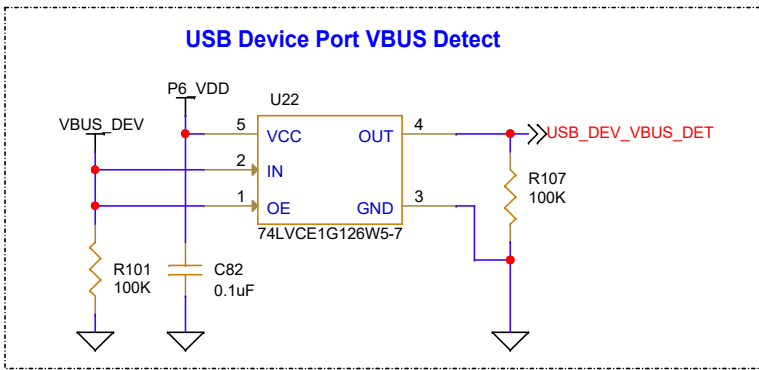 USB Device Port VBUS Detect
P6_VDD
U22
VBUS_DEV
5
VCC
OUT
4
USB_DEV_VBUS_DET
2
IN
R107
100K
1
OE
GND
3
74LVCE1G126W5-7
R101
100K
C82
0.1uF